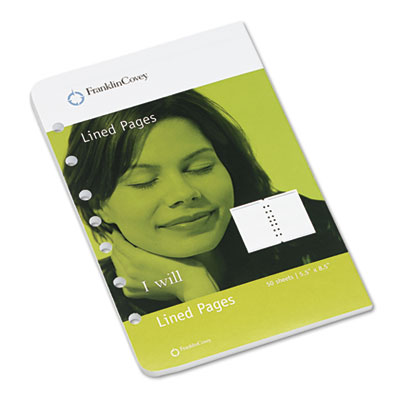 FranklinCovey
Lined Pages
I will
50 sheets | 5.5" x 8.5"
Lined Pages
FranklinCovey